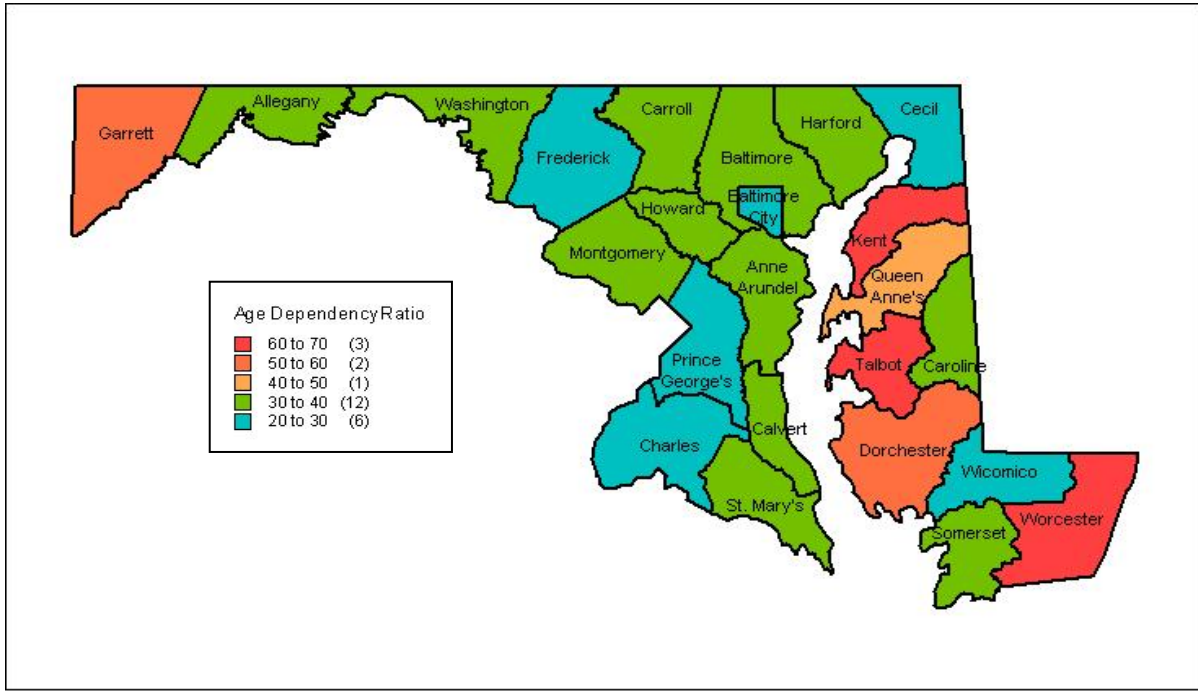 Garrett
Allegany
Washington
Frederick
Carroll
Baltimore
Baltimore
City
Harford
Cecil
Howard
Montgomery
Anne
Arundel
Kent
Queen
Anne's
Talbot
Caroline
Prince
George's
Charles
Calvert
St. Mary's
Dorchester
Wicomico
Somerset
Worcester
Age Dependency Ratio
60 to 70 (3)
50 to 60 (2)
40 to 50 (1)
30 to 40 (12)
20 to 30 (6)